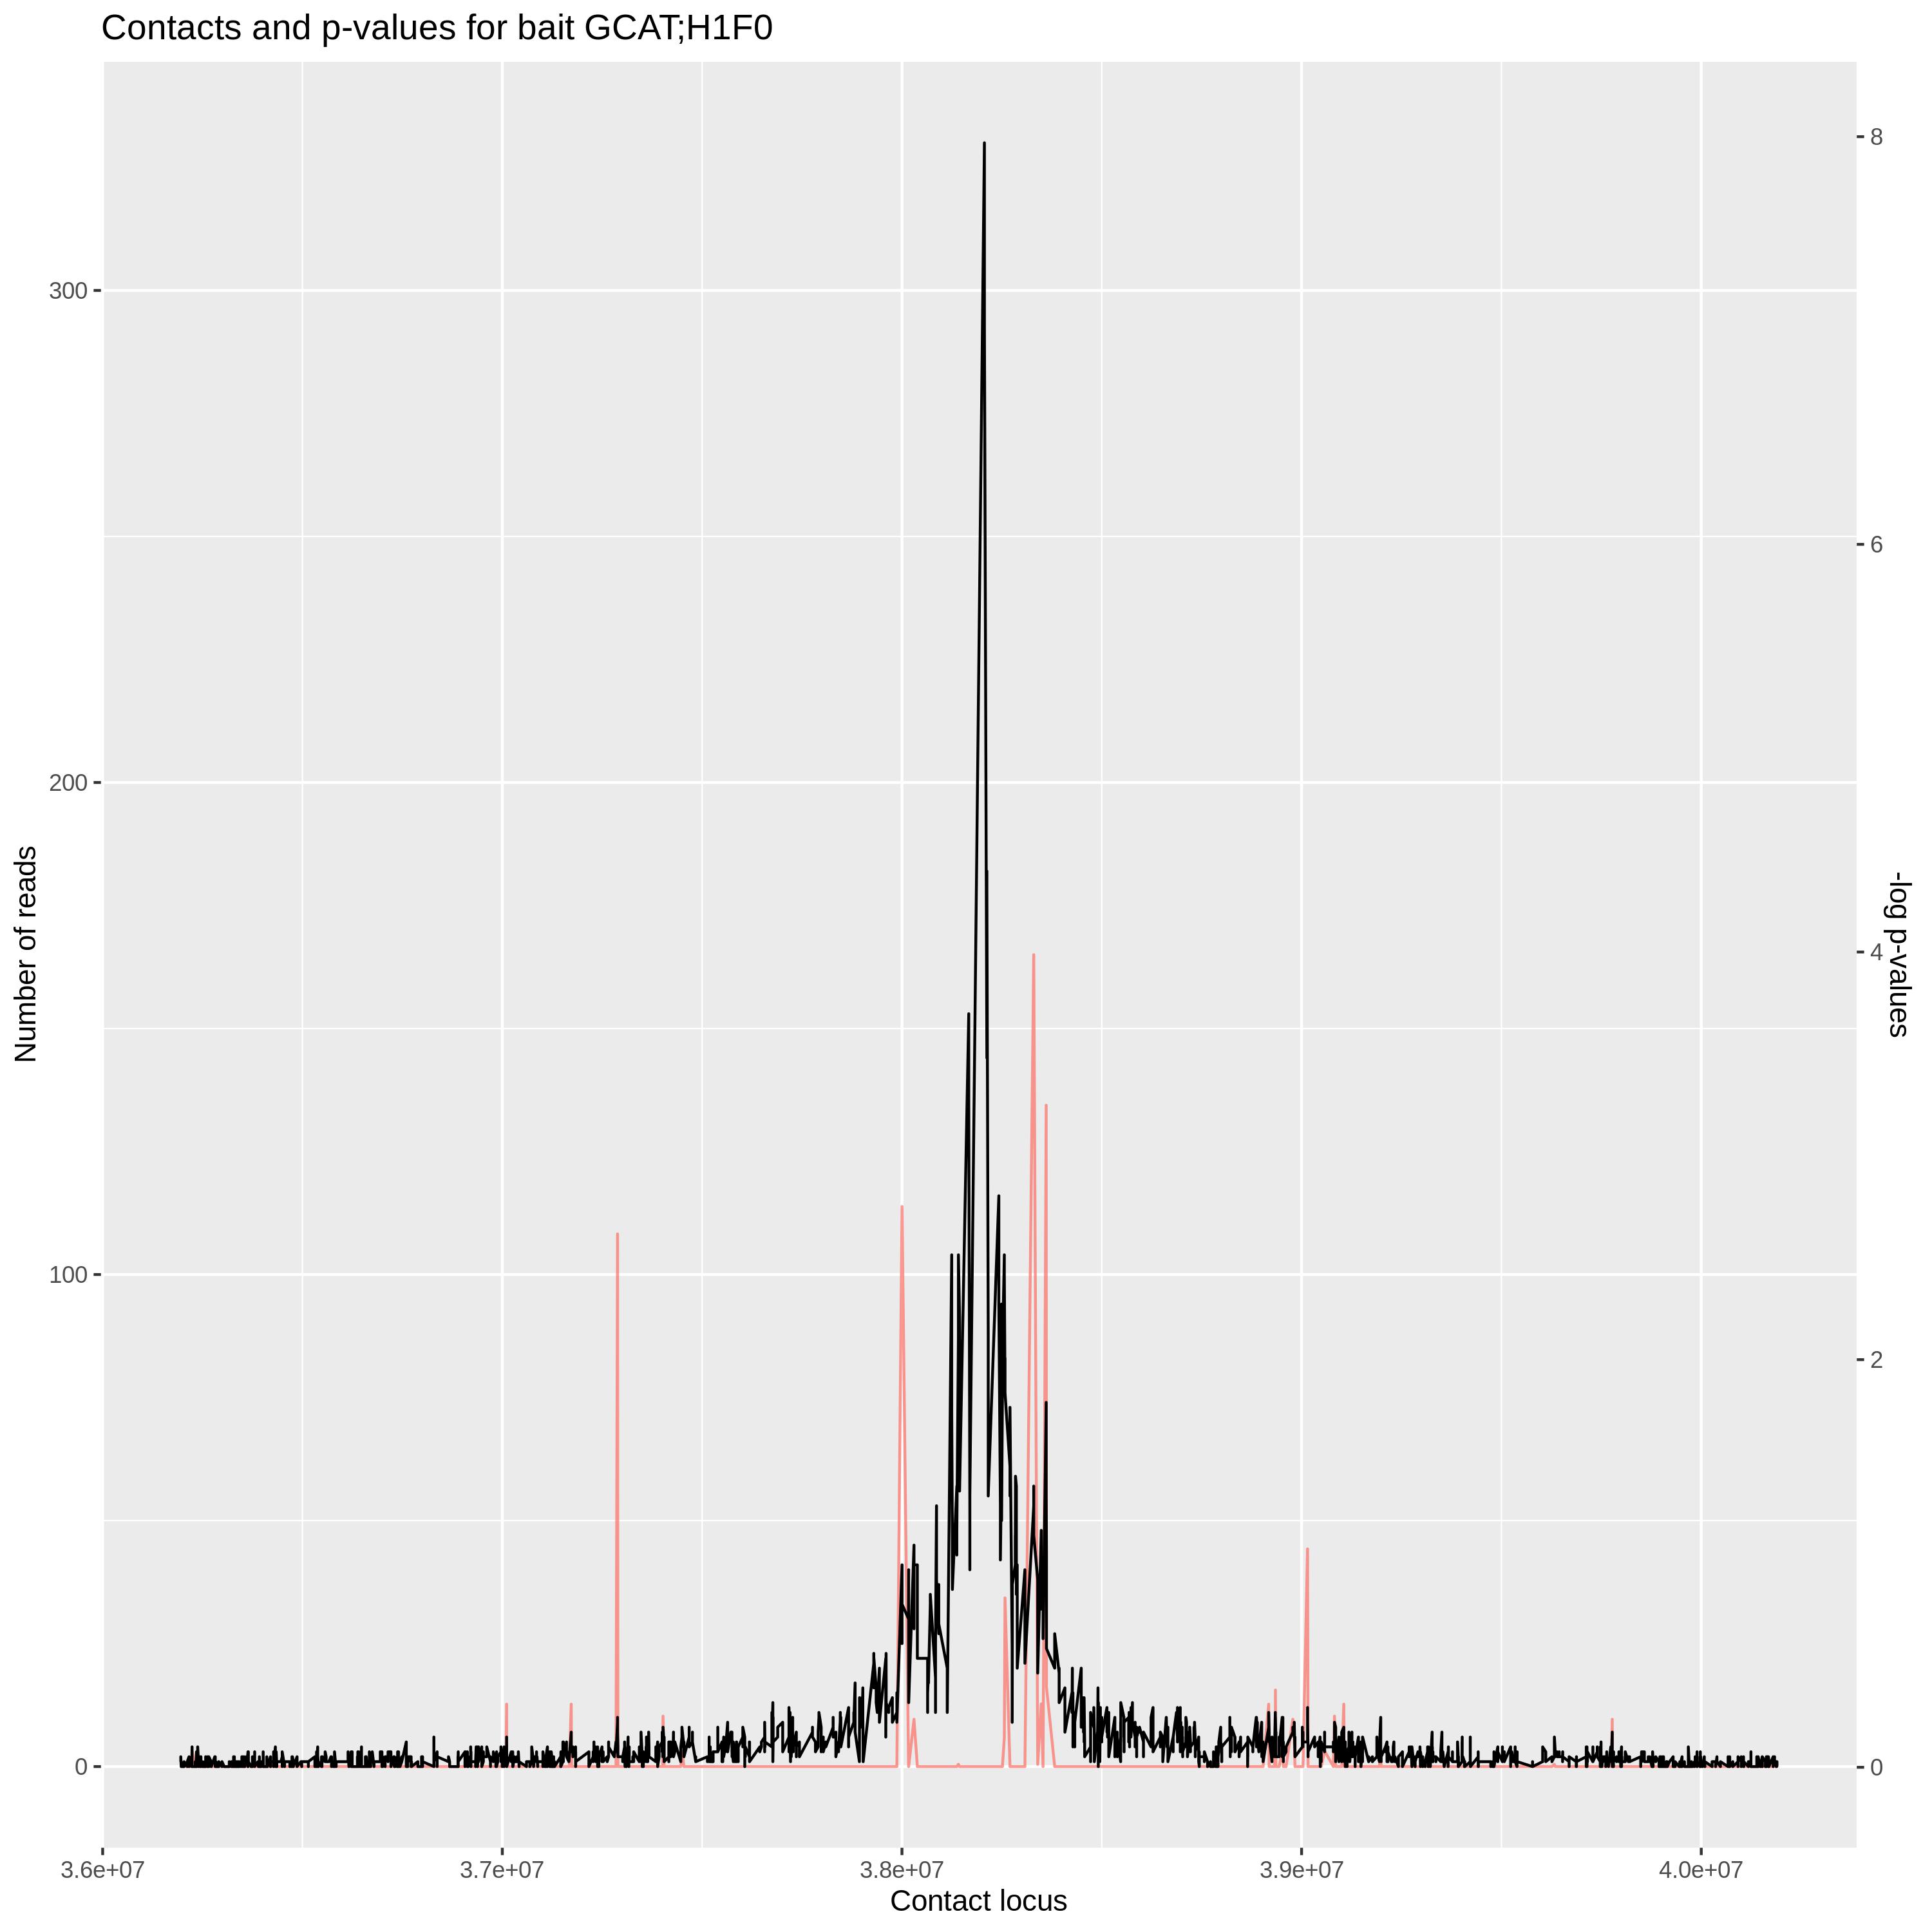 Contacts and p-values for bait GCAT;H1F0
Number of reads
300
200
100
0
8
6
4
2
0
-log p-values
3.6e+07
3.7e+07
3.8e+07
3.9e+07
4.0e+07
Contact locus